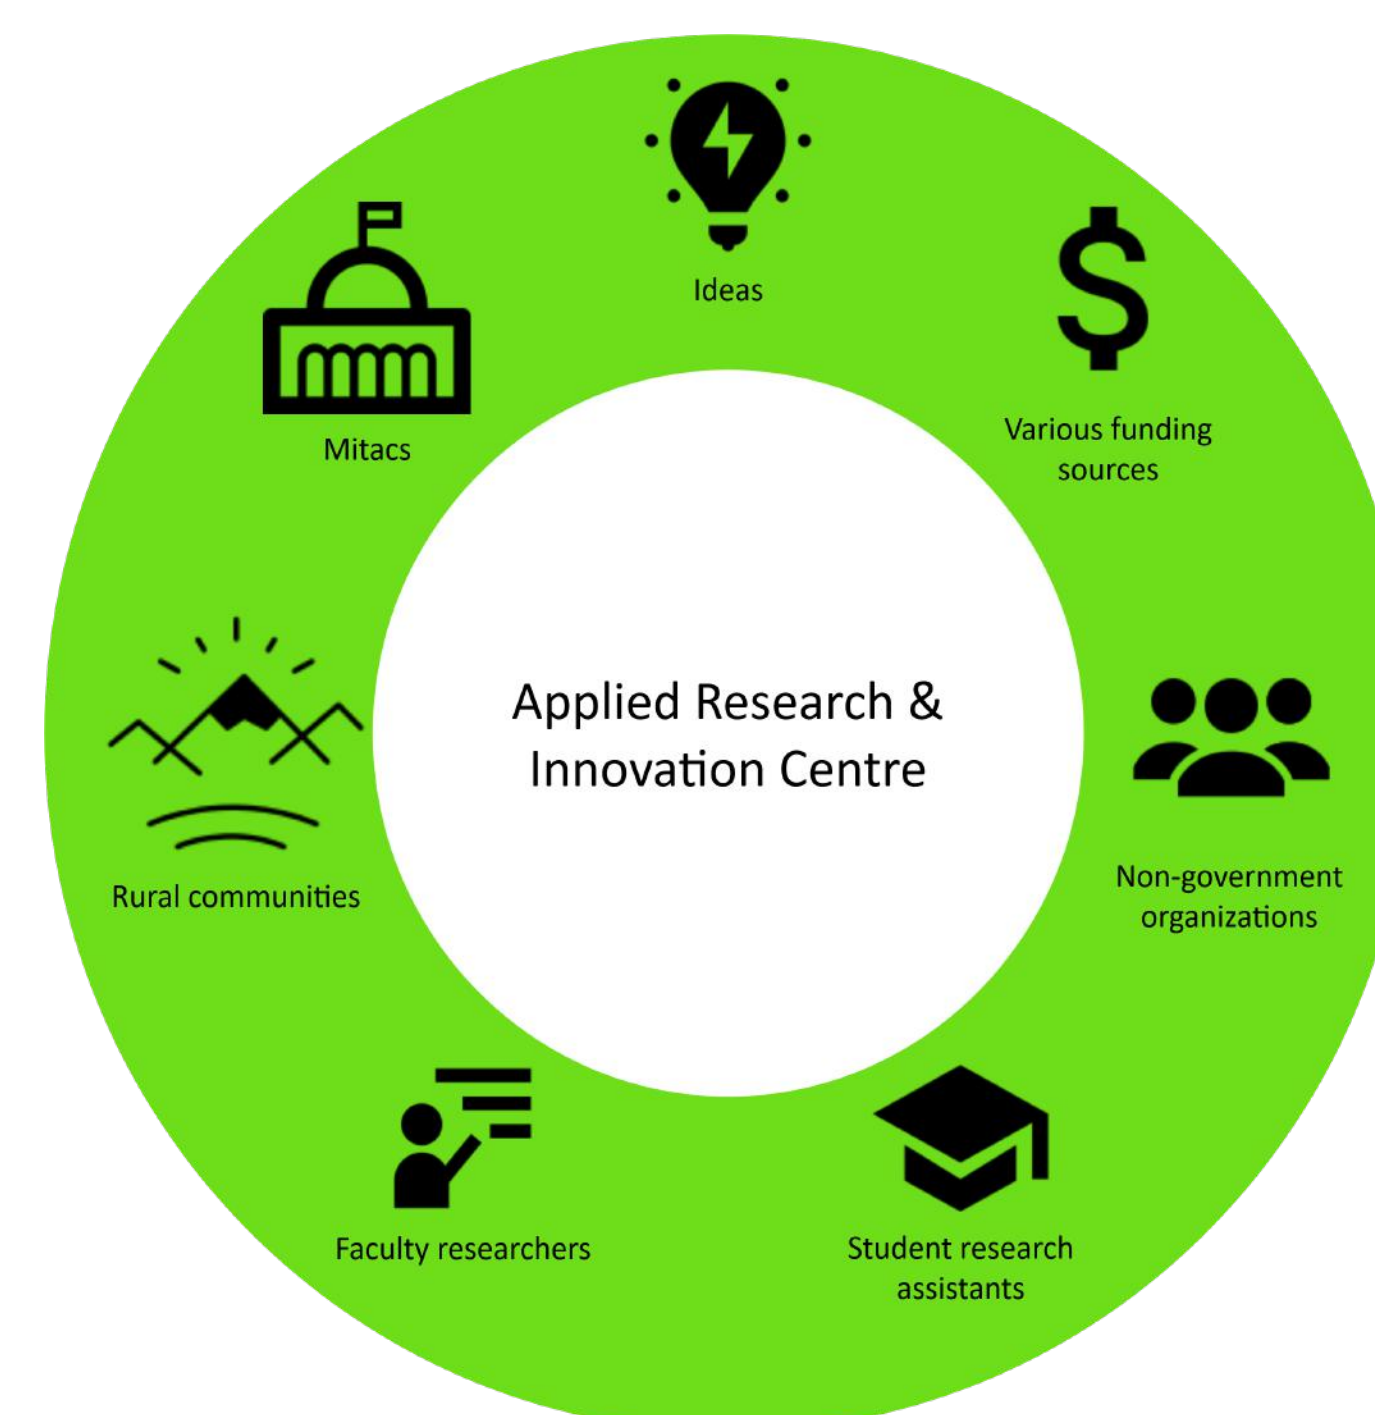 Ideas
Various funding
sources
Mitacs
Applied Research &
Innovation Centre
Rural communities
Non-government
organizations
Faculty researchers
Student research
assistants